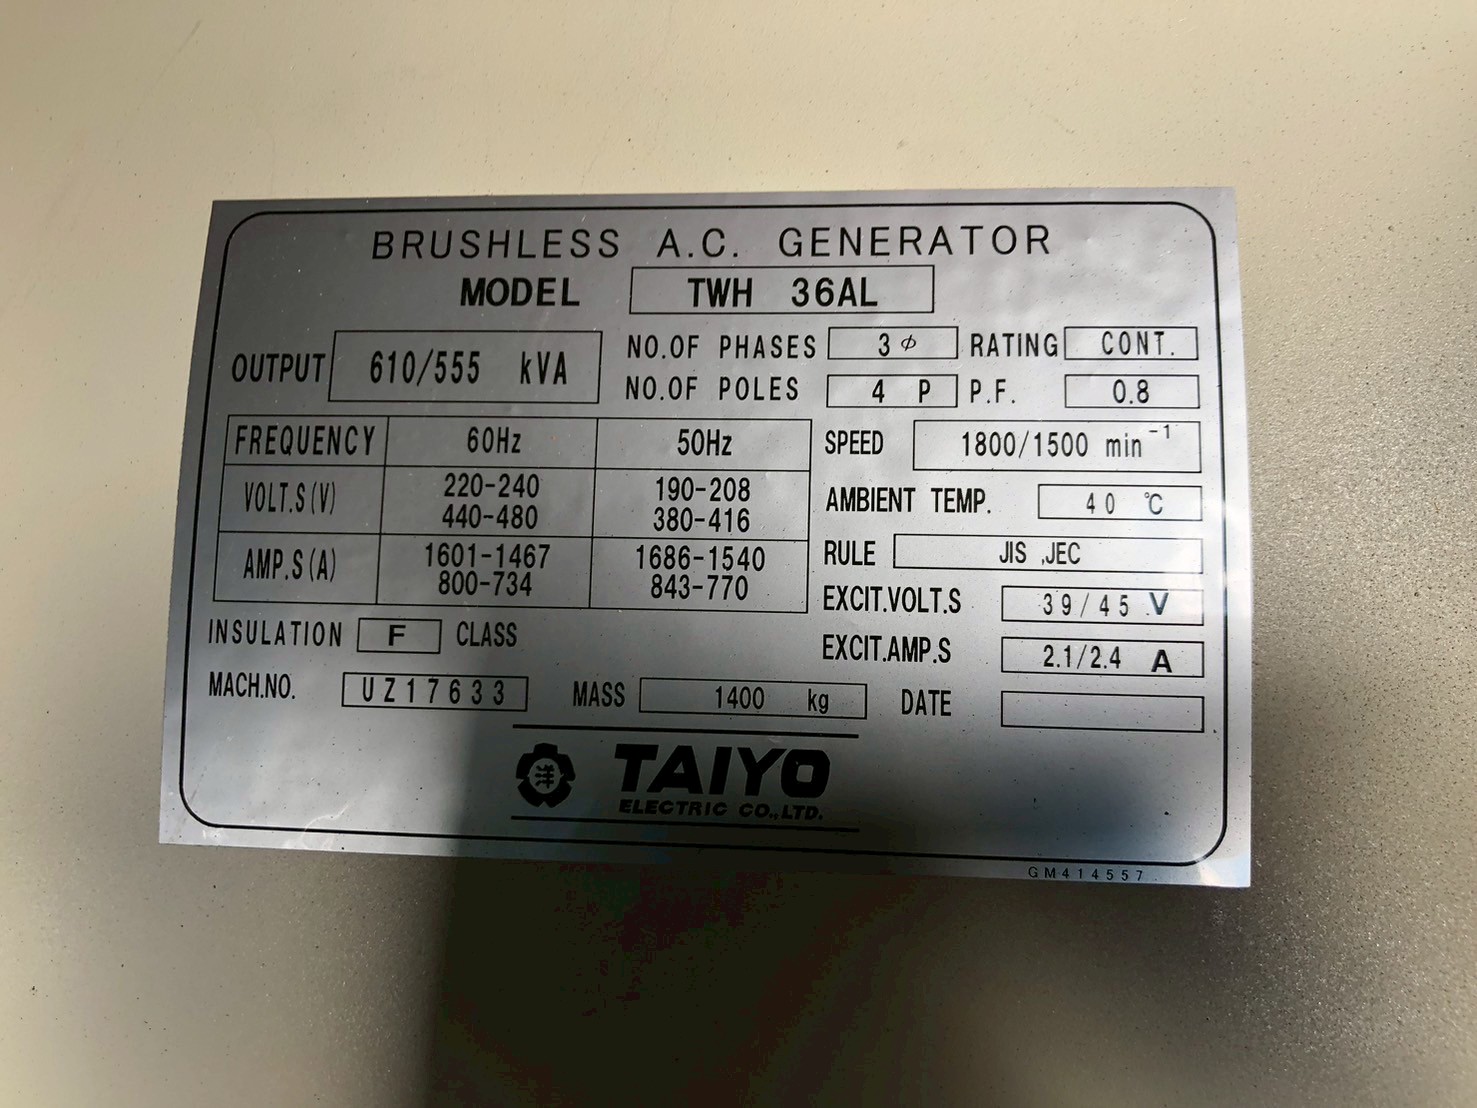 BRUSHLESS A.C. GENERATOR
MODEL TWH 36AL
OUTPUT 610/555 kVA
NO.OF PHASES 3φ RATING CONT.
NO.OF POLES 4 P P.F. 0.8
FREQUENCY 60Hz 50Hz
VOLT.S(V) 220-240 190-208
440-480 380-416
AMP.S(A) 1601-1467 1686-1540
800-734 843-770
SPEED 1800/1500 min⁻¹
AMBIENT TEMP. 40 ℃
RULE JIS ,JEC
EXCIT.VOLT.S 39/45 V
EXCIT.AMP.S 2.1/2.4 A
INSULATION F CLASS
MACH.NO. UZ17633 MASS 1400 kg DATE
洋 TAIYO
ELECTRIC CO.,LTD.
GM414557